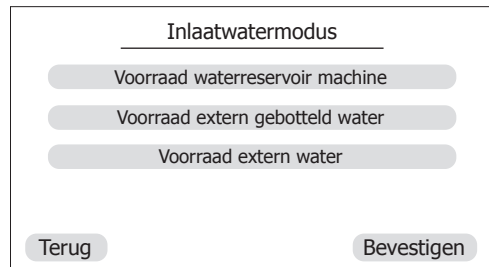 Inlaatwatermodus
Voorraad waterreservoir machine
Voorraad extern gebotteld water
Voorraad extern water
Terug
Bevestigen